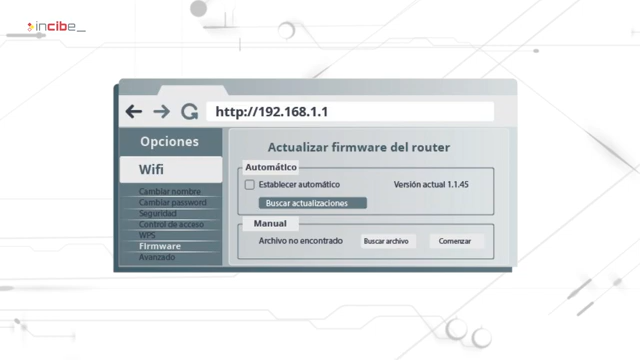 incibe_
http://192.168.1.1
Opciones
Wifi
Cambiar nombre
Cambiar password
Seguridad
Control de acceso
WPS
Firmware
Avanzado
Actualizar firmware del router
Automático
Establecer automático
Versión actual 1.1.45
Buscar actualizaciones
Manual
Archivo no encontrado
Buscar archivo
Comenzar